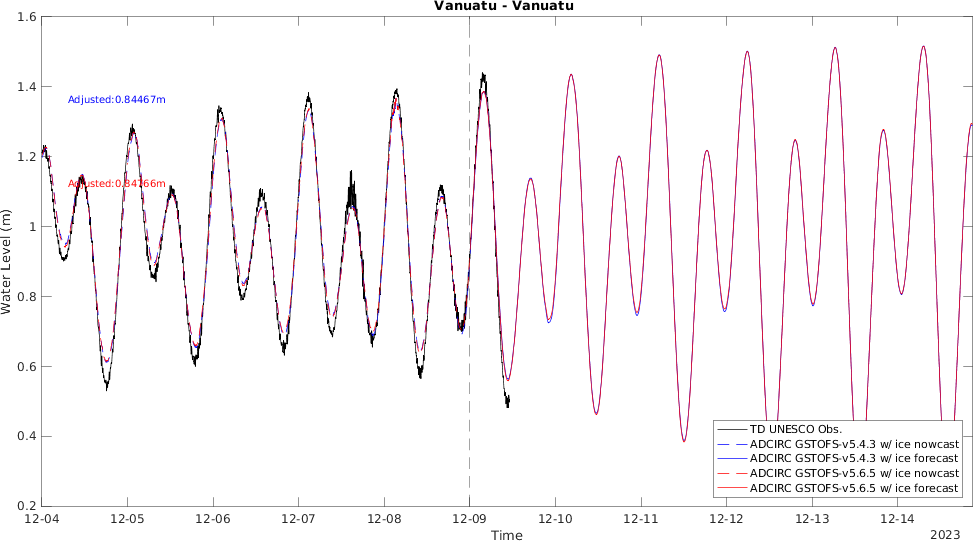 Vanuatu - Vanuatu
1.6
1.4
1.2
1
0.8
0.6
0.4
0.2
Water Level (m)
Adjusted:0.84467m
Adjusted:0.84766m
TD UNESCO Obs.
ADCIRC GSTOFS-v5.4.3 w/ ice nowcast
ADCIRC GSTOFS-v5.4.3 w/ ice forecast
ADCIRC GSTOFS-v5.6.5 w/ ice nowcast
ADCIRC GSTOFS-v5.6.5 w/ ice forecast
12-04 12-05 12-06 12-07 12-08 12-09 12-10 12-11 12-12 12-13 12-14
Time
2023